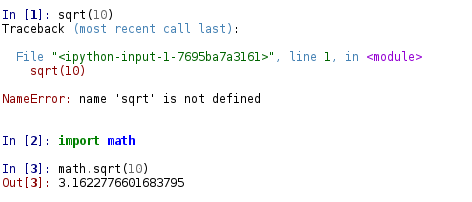 In [1]: sqrt(10)
Traceback (most recent call last):
File "<ipython-input-1-7695ba7a3161>", line 1, in <module>
sqrt(10)
NameError: name 'sqrt' is not defined
In [2]: import math
In [3]: math.sqrt(10)
Out[3]: 3.1622776601683795